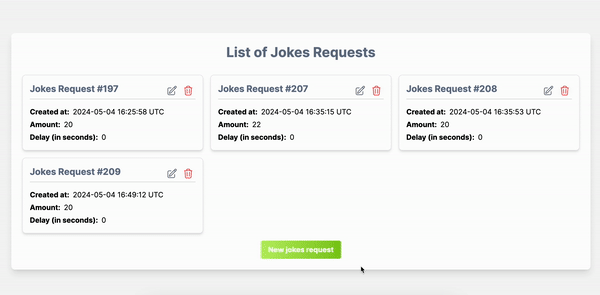 List of Jokes Requests
Jokes Request #197
Created at: 2024-05-04 16:25:58 UTC
Amount: 20
Delay (in seconds): 0
Jokes Request #207
Created at: 2024-05-04 16:35:15 UTC
Amount: 22
Delay (in seconds): 0
Jokes Request #208
Created at: 2024-05-04 16:35:53 UTC
Amount: 20
Delay (in seconds): 0
Jokes Request #209
Created at: 2024-05-04 16:49:12 UTC
Amount: 20
Delay (in seconds): 0
New jokes request